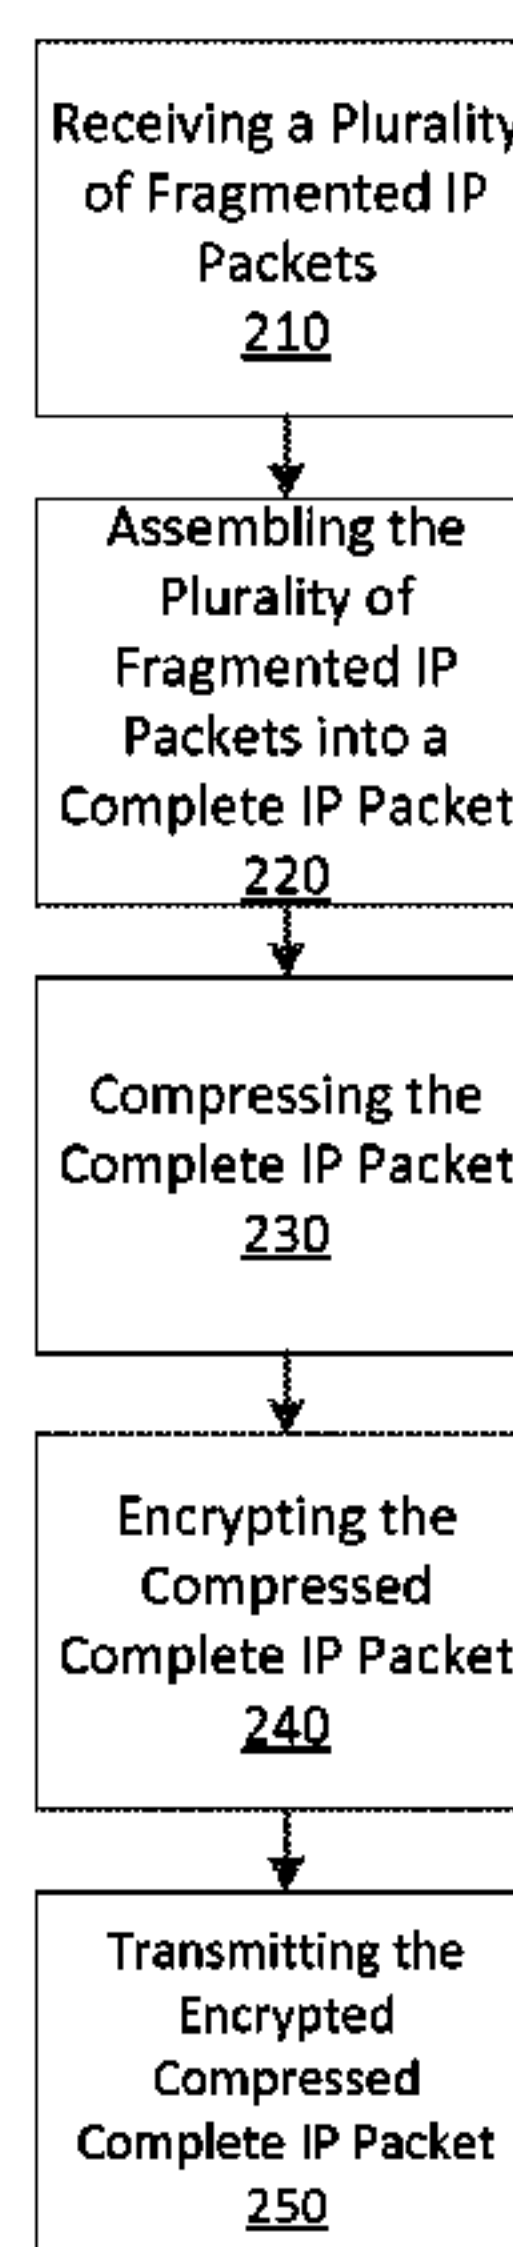 Receiving a Plurality
of Fragmented IP
Packets
210
Assembling the
Plurality of
Fragmented IP
Packets into a
Complete IP Packet
220
Compressing the
Complete IP Packet
230
Encrypting the
Compressed
Complete IP Packet
240
Transmitting the
Encrypted
Compressed
Complete IP Packet
250